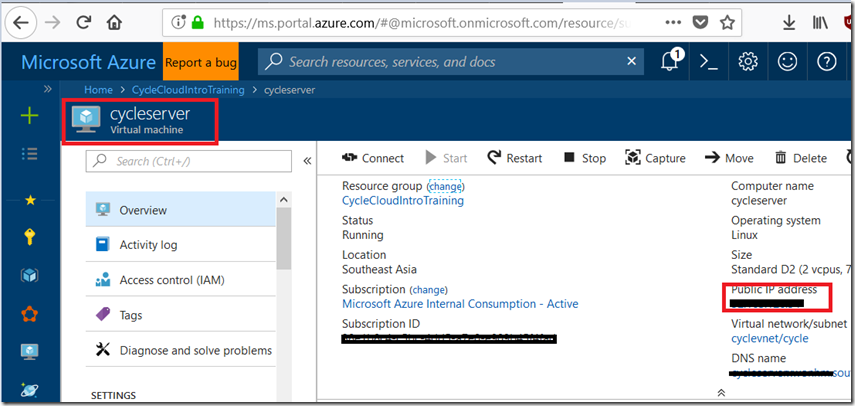 https://ms.portal.azure.com/#@microsoft.onmicrosoft.com/resource/su
Microsoft Azure Report a bug Search resources, services, and docs 1
Home > CycleCloudIntroTraining > cycleserver
cycleserver
Virtual machine
Search (Ctrl+/)
Overview
Activity log
Access control (IAM)
Tags
Diagnose and solve problems
SETTINGS
Connect Start Restart Stop Capture Move Delete
Resource group (change)
CycleCloudIntroTraining
Status
Running
Location
Southeast Asia
Subscription (change)
Microsoft Azure Internal Consumption - Active
Subscription ID
Computer name
cycleserver
Operating system
Linux
Size
Standard D2 (2 vcpus, 7
Public IP address
Virtual network/subnet
cyclevnet/cycle
DNS name